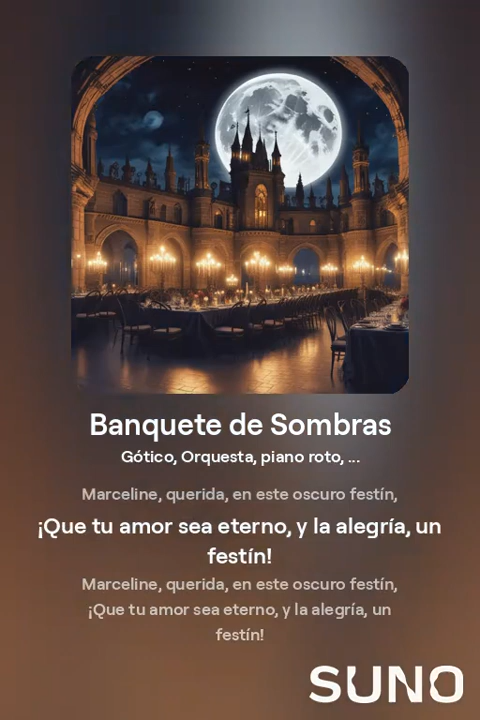 Banquete de Sombras
Gótico, Orquesta, piano roto, ...
Marceline, querida, en este oscuro festín,
¡Que tu amor sea eterno, y la alegría, un
festín!
Marceline, querida, en este oscuro festín,
¡Que tu amor sea eterno, y la alegría, un
festín!
SUNO